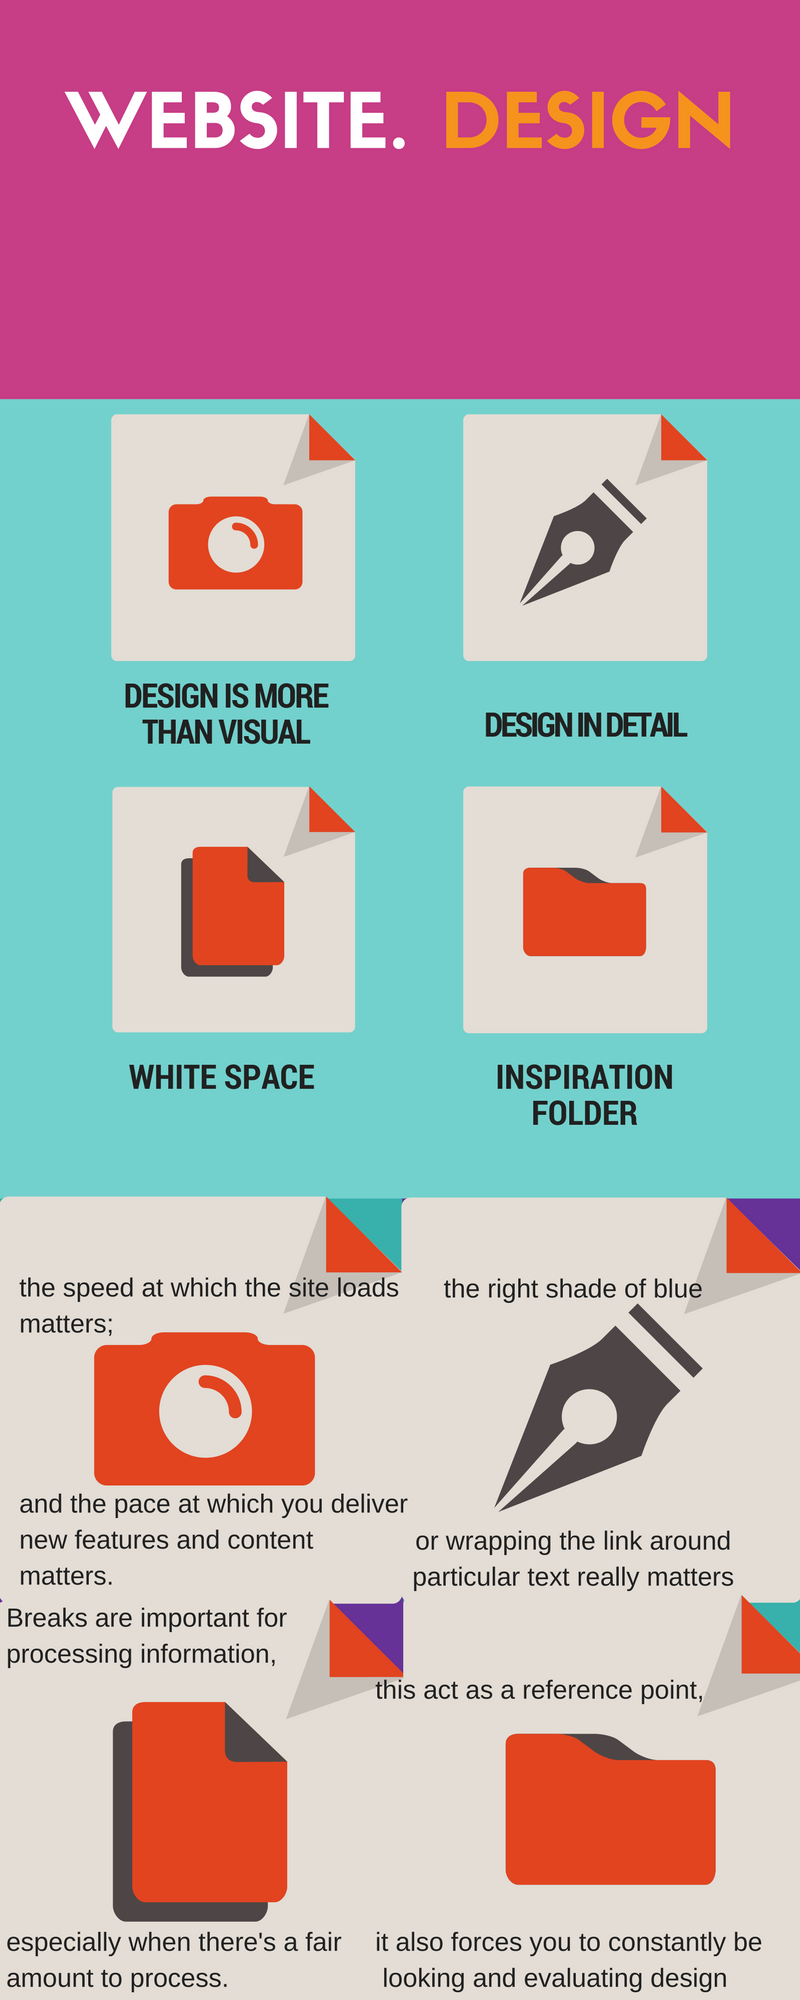 WEBSITE. DESIGN
DESIGN IS MORE
THAN VISUAL
DESIGN IN DETAIL
WHITE SPACE
INSPIRATION
FOLDER
the speed at which the site loads
matters;
and the pace at which you deliver
new features and content
matters.
the right shade of blue
or wrapping the link around
particular text really matters
Breaks are important for
processing information,
especially when there's a fair
amount to process.
this act as a reference point,
it also forces you to constantly be
looking and evaluating design